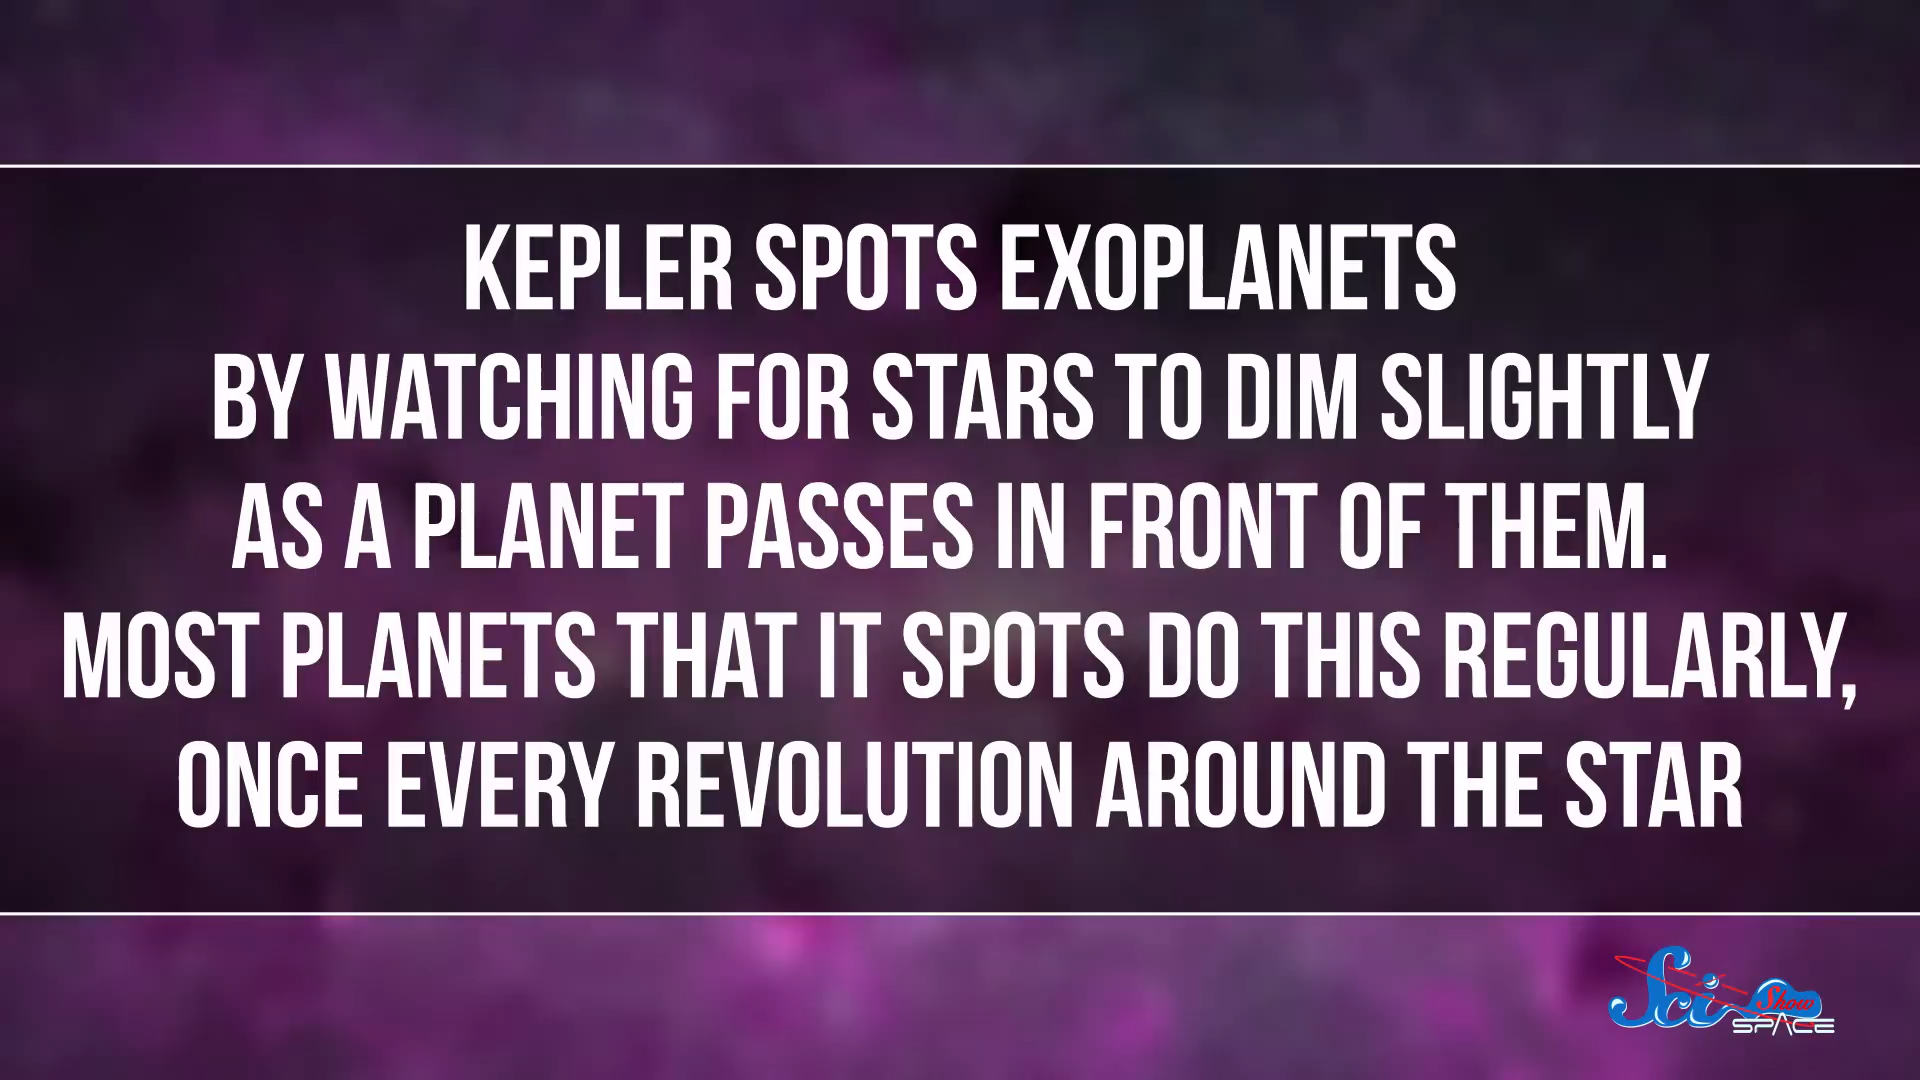 KEPLER SPOTS EXOPLANETS
BY WATCHING FOR STARS TO DIM SLIGHTLY
AS A PLANET PASSES IN FRONT OF THEM.
MOST PLANETS THAT IT SPOTS DO THIS REGULARLY,
ONCE EVERY REVOLUTION AROUND THE STAR
Sci Show
SPACE